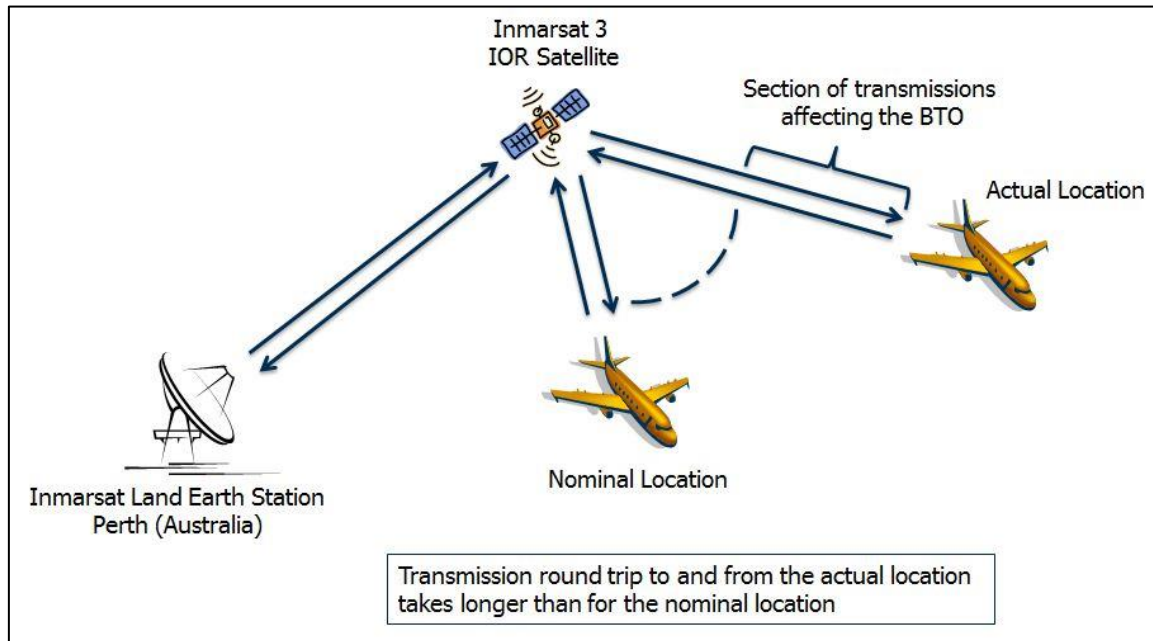 Inmarsat 3
IOR Satellite
Section of transmissions
affecting the BTO
Actual Location
Nominal Location
Inmarsat Land Earth Station
Perth (Australia)
Transmission round trip to and from the actual location
takes longer than for the nominal location